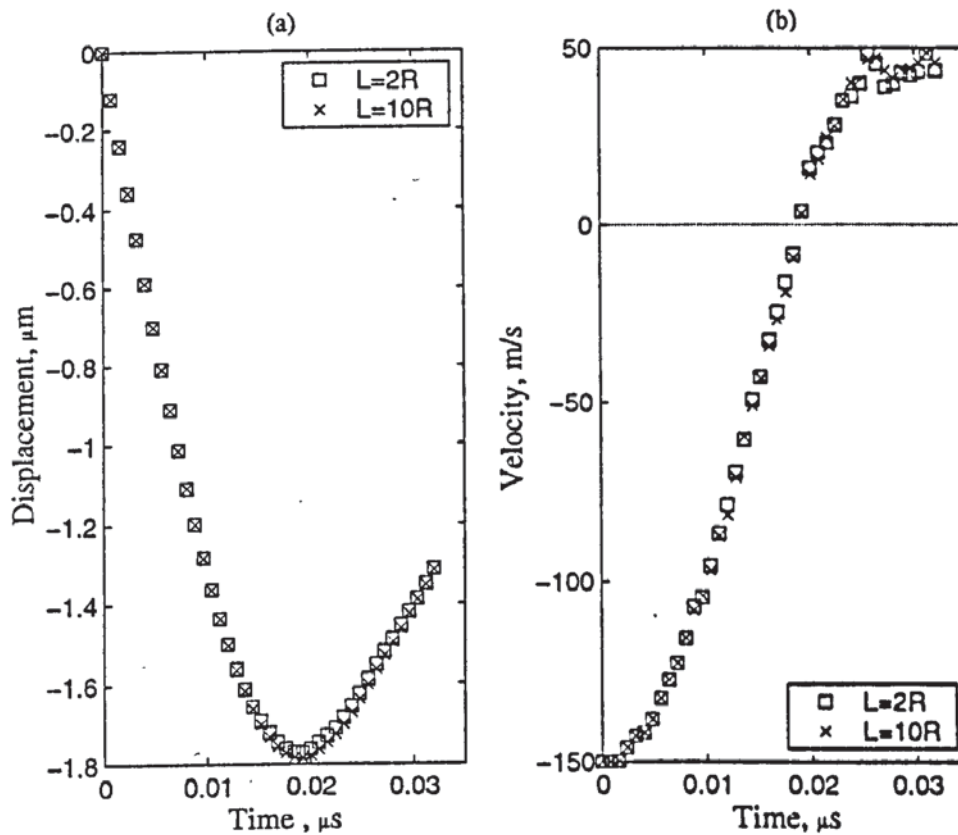 (a)
0
-0.2
-0.4
-0.6
-0.8
-1
-1.2
-1.4
-1.6
-1.8
Displacement, μm
L=2R
L=10R
0
0.01
0.02
0.03
Time , μs
(b)
50
0
-50
-100
-150
Velocity, m/s
L=2R
L=10R
0
0.01
0.02
0.03
Time, μs